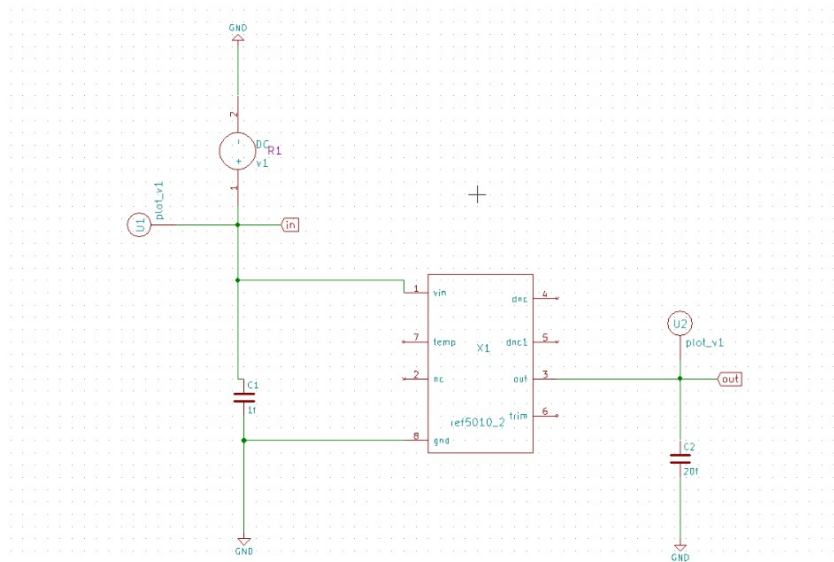 GND
2
DC
R1
v1
1
plot_v1
U1
in
1
vin
dnc
4
7
temp
X1
dnc1
5
2
nc
out
3
trim
6
ref5010_2
8
gnd
U2
plot_v1
out
C1
1f
C2
20f
GND
GND